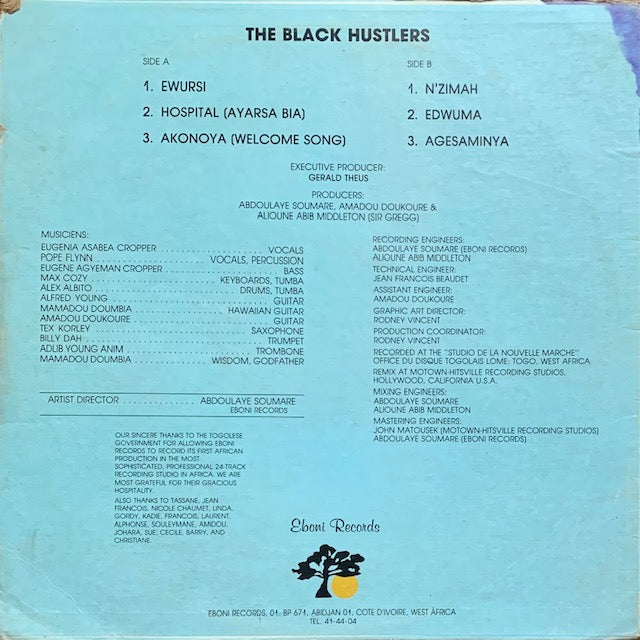 THE BLACK HUSTLERS
SIDE A
1. EWURSI
2. HOSPITAL (AYARSA BIA)
3. AKONOYA (WELCOME SONG)
SIDE B
1. N'ZIMAH
2. EDWUMA
3. AGESAMINYA
EXECUTIVE PRODUCER:
GERALD THEUS
PRODUCERS:
ABDOULAYE SOUMARE, AMADOU DOUKOURE &
ALIOUNE ABIB MIDDLETON (SIR GREGG)
MUSICIENS:
EUGENIA ASABEA CROPPER . . . . . . . . . . . . . . . . . . VOCALS
POPE FLYNN . . . . . . . . . . . . . . . . . . VOCALS, PERCUSSION
EUGENE AGYEMAN CROPPER . . . . . . . . . . . . . . . . . . BASS
MAX COZY . . . . . . . . . . . . . . . . . . KEYBOARDS, TUMBA
ALEX ALBITO . . . . . . . . . . . . . . . . . . DRUMS, TUMBA
ALFRED YOUNG . . . . . . . . . . . . . . . . . . GUITAR
MAMADOU DOUMBIA . . . . . . . . . . . . . . . . . . HAWAIIAN GUITAR
AMADOU DOUKOURE . . . . . . . . . . . . . . . . . . GUITAR
TEX KORLEY . . . . . . . . . . . . . . . . . . SAXOPHONE
BILLY DAH . . . . . . . . . . . . . . . . . . TRUMPET
ADLIB YOUNG ANIM . . . . . . . . . . . . . . . . . . TROMBONE
MAMADOU DOUMBIA . . . . . . . . . . . . . . . . . . WISDOM, GODFATHER
ARTIST DIRECTOR . . . . . . . . . . . . . . ABDOULAYE SOUMARE
EBONI RECORDS
RECORDING ENGINEERS:
ABDOULAYE SOUMARE (EBONI RECORDS)
ALIOUNE ABIB MIDDLETON
TECHNICAL ENGINEER:
JEAN FRANCOIS BEAUDET
ASSISTANT ENGINEER:
AMADOU DOUKOURE
GRAPHIC ART DIRECTOR:
RODNEY VINCENT
PRODUCTION COORDINATOR:
RODNEY VINCENT
RECORDED AT THE "STUDIO DE LA NOUVELLE MARCHE"
OFFICE DU DISQUE TOGOLAIS LOME: TOGO, WEST AFRICA
REMIX AT MOTOWN-HITSVILLE RECORDING STUDIOS,
HOLLYWOOD, CALIFORNIA U.S.A.
MIXING ENGINEERS:
ABDOULAYE SOUMARE
ALIOUNE ABIB MIDDLETON
MASTERING ENGINEERS:
JOHN MATOUSEK (MOTOWN-HITSVILLE RECORDING STUDIOS)
ABDOULAYE SOUMARE (EBONI RECORDS)
OUR SINCERE THANKS TO THE TOGOLESE
GOVERNMENT FOR ALLOWING EBONI
RECORDS TO RECORD ITS FIRST AFRICAN
PRODUCTION IN THE MOST
SOPHISTICATED, PROFESSIONAL 24-TRACK
RECORDING STUDIO IN AFRICA. WE ARE
MOST GRATEFUL FOR THEIR GRACIOUS
HOSPITALITY.
ALSO THANKS TO TASSANE, JEAN
FRANCOIS, NICOLE CHAUMET, LINDA,
GORDY, KADIE, FRANCOIS, LAURENT,
ALPHONSE, SOULEYMANE, AMIDOU,
JOHARA, SUE, CECILE, BARRY, AND
CHRISTIANE.
Eboni Records
EBONI RECORDS, 01. BP 671, ABIDJAN 01, COTE D'IVOIRE, WEST AFRICA
TEL. 41-44-04